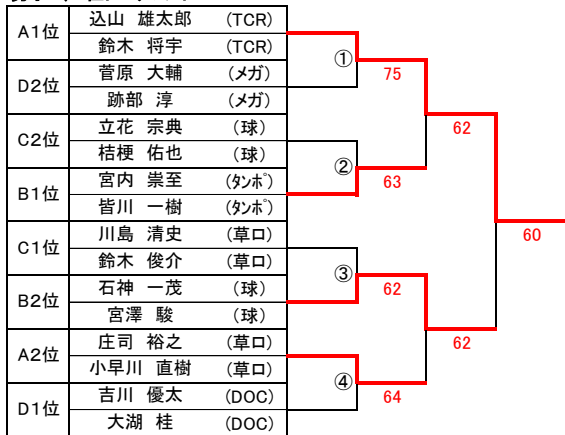 A1位 込山 雄太郎 (TCR)
鈴木 将宇 (TCR)
①
D2位 菅原 大輔 (メガ) 75
跡部 淳 (メガ)
C2位 立花 宗典 (球) 62
桔梗 佑也 (球)
②
B1位 宮内 崇至 (タンポ) 63
皆川 一樹 (タンポ)
60
C1位 川島 清史 (草ロ)
鈴木 俊介 (草ロ)
③
B2位 石神 一茂 (球) 62
宮澤 駿 (球)
62
A2位 庄司 裕之 (草ロ)
小早川 直樹 (草ロ)
④
D1位 吉川 優太 (DOC) 64
大湖 桂 (DOC)